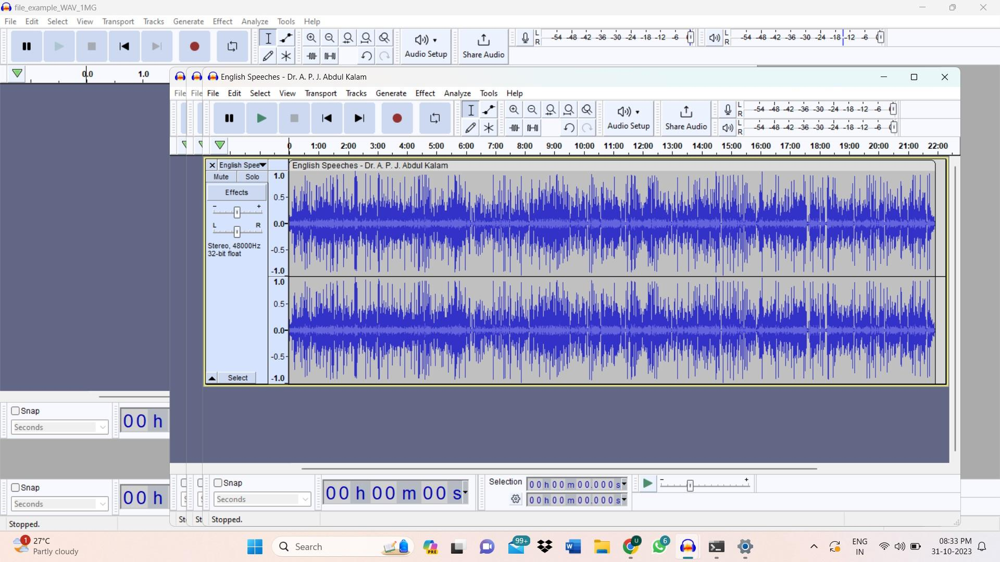 file_example_WAV_1MG
File Edit Select View Transport Tracks Generate Effect Analyze Tools Help
Audio Setup
Share Audio
L
R
-54 -48 -42 -36 -30 -24 -18 -12 -6 0
L
R
-54 -48 -42 -36 -30 -24 -18 -12 -6 0
0.0 1.0
English Speeches - Dr. A. P. J. Abdul Kalam
File File File Edit Select View Transport Tracks Generate Effect Analyze Tools Help
Audio Setup
Share Audio
L
R
-54 -48 -42 -36 -30 -24 -18 -12 -6 0
L
R
-54 -48 -42 -36 -30 -24 -18 -12 -6 0
0 1:00 2:00 3:00 4:00 5:00 6:00 7:00 8:00 9:00 10:00 11:00 12:00 13:00 14:00 15:00 16:00 17:00 18:00 19:00 20:00 21:00 22:00
English Spee
English Speeches - Dr. A. P. J. Abdul Kalam
Mute Solo
Effects
- +
L R
Stereo, 48000Hz
32-bit float
Select
1.0
0.5
0.0
-0.5
-1.0
1.0
0.5
0.0
-0.5
-1.0
Snap
Seconds
00 h
Snap
Seconds
00 h
Stopped.
St St
Snap
Seconds
00 h 00 m 00 s
Selection
00 h 00 m 00.000 s
00 h 00 m 00.000 s
- +
Stopped.
1
27°C
Partly cloudy
Search
PRE
99+
W
U
6
ENG
IN
08:33 PM
31-10-2023